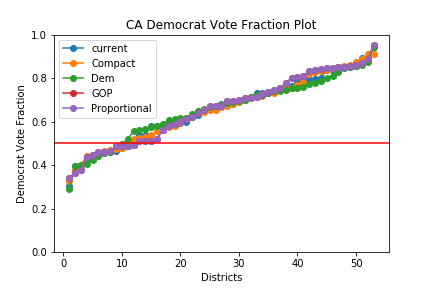 CA Democrat Vote Fraction Plot
1.0
0.8
0.6
0.4
0.2
0.0
Democrat Vote Fraction
current
Compact
Dem
GOP
Proportional
0 10 20 30 40 50
Districts